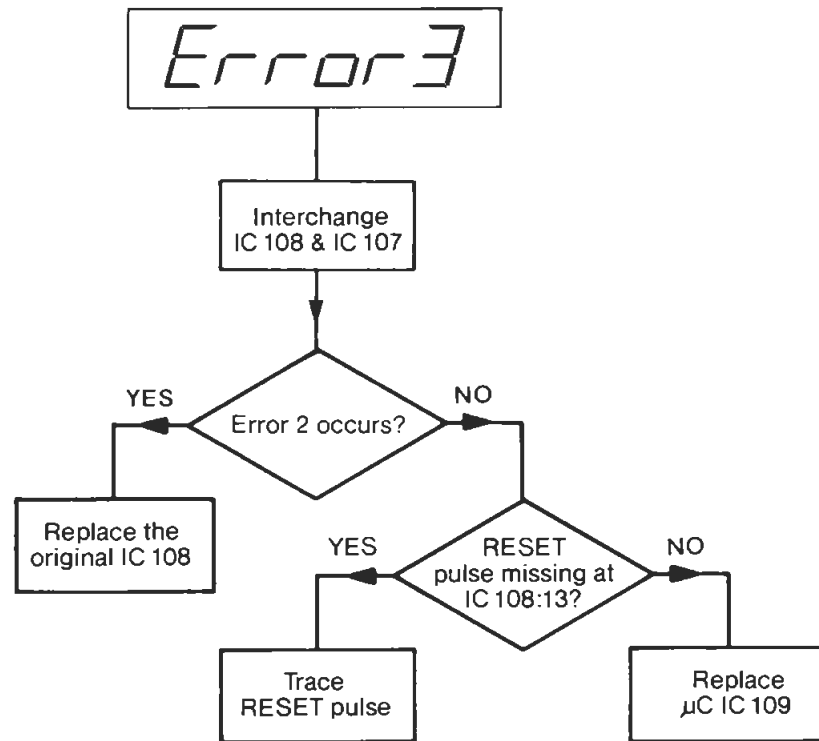 Error3
Interchange
IC 108 & IC 107
YES
NO
Error 2 occurs?
Replace the
original IC 108
YES
RESET
pulse missing at
IC 108:13?
NO
Trace
RESET pulse
Replace
µC IC 109